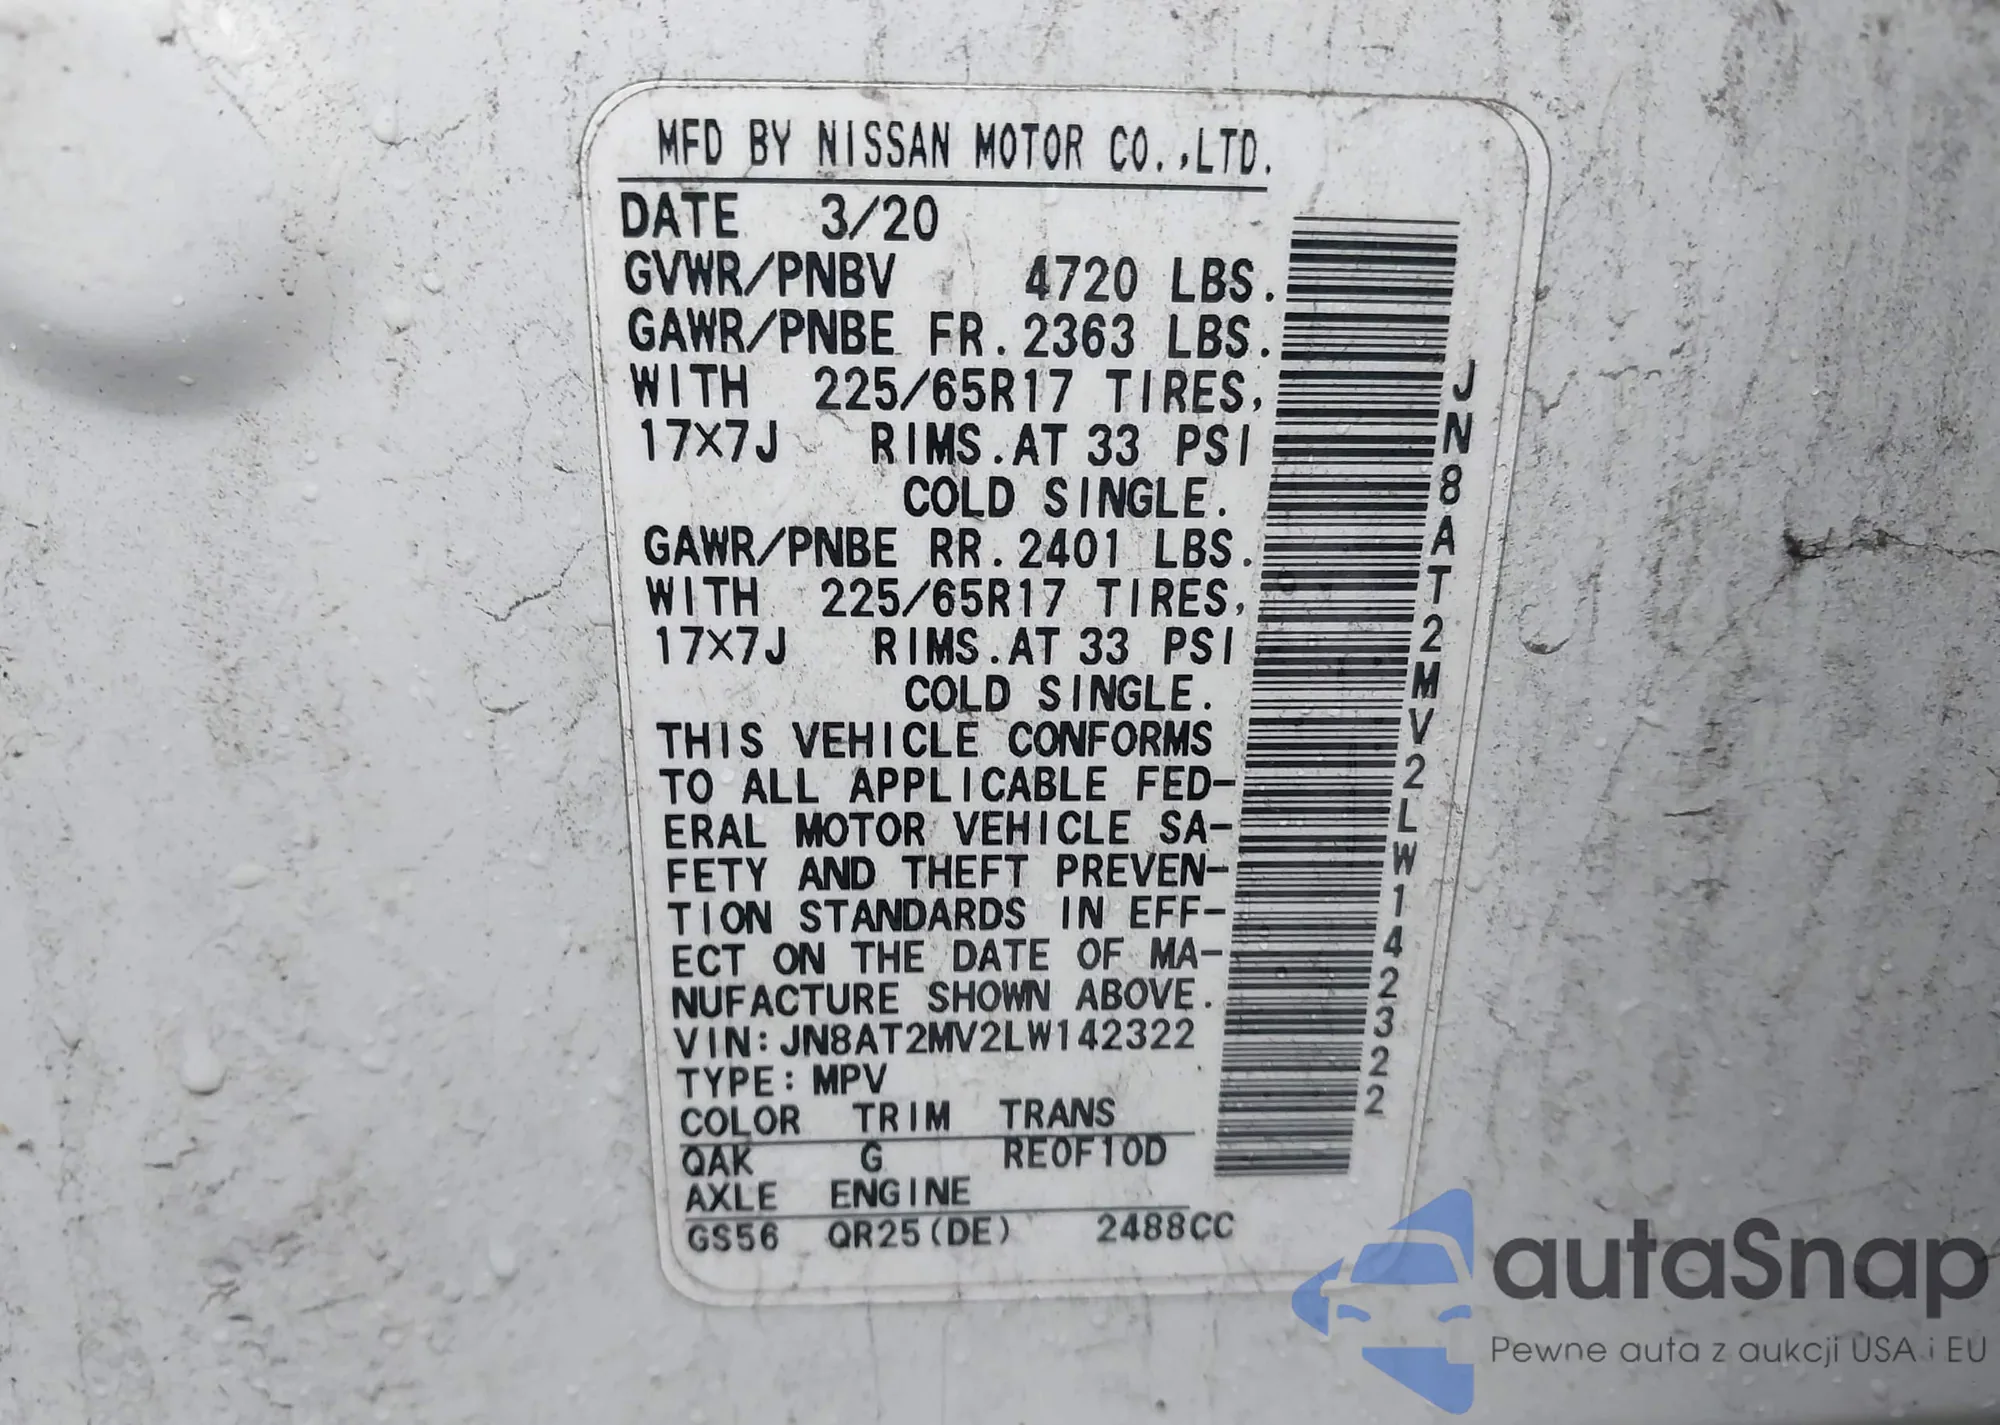 MFD BY NISSAN MOTOR CO.,LTD.
DATE 3/20
GVWR/PNBV 4720 LBS.
GAWR/PNBE FR.2363 LBS.
WITH 225/65R17 TIRES,
17X7J RIMS.AT 33 PSI
COLD SINGLE.
GAWR/PNBE RR.2401 LBS.
WITH 225/65R17 TIRES,
17X7J RIMS.AT 33 PSI
COLD SINGLE.
THIS VEHICLE CONFORMS
TO ALL APPLICABLE FED-
ERAL MOTOR VEHICLE SA-
FETY AND THEFT PREVEN-
TION STANDARDS IN EFF-
ECT ON THE DATE OF MA-
NUFACTURE SHOWN ABOVE.
VIN:JN8AT2MV2LW142322
TYPE:MPV
COLOR TRIM TRANS
QAK G RE0F10D
AXLE ENGINE
GS56 QR25(DE) 2488CC
JN8AT2MV2LW142322
autaSnap
Pewne auta z aukcji USA i EU